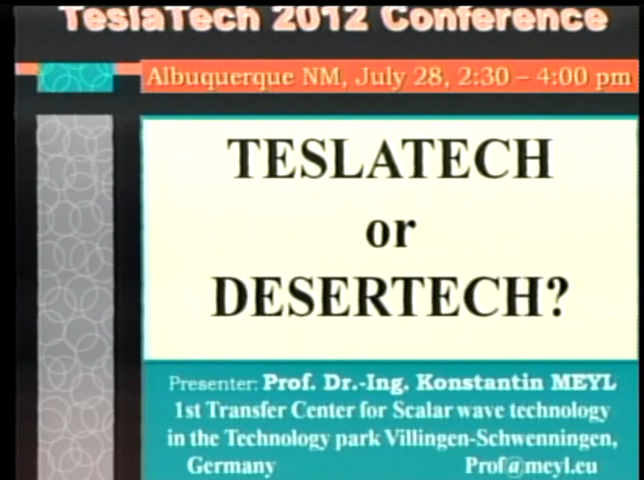 TeslaTech 2012 Conference
Albuquerque NM, July 28, 2:30 – 4:00 pm
TESLATECH
or
DESERTECH?
Presenter: Prof. Dr.-Ing. Konstantin MEYL
1st Transfer Center for Scalar wave technology
in the Technology park Villingen-Schwenningen,
Germany Prof@meyl.eu